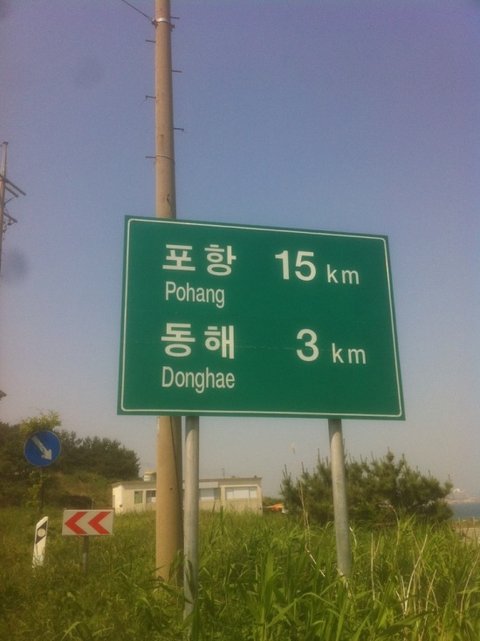 포항 15 km
Pohang
동해 3 km
Donghae